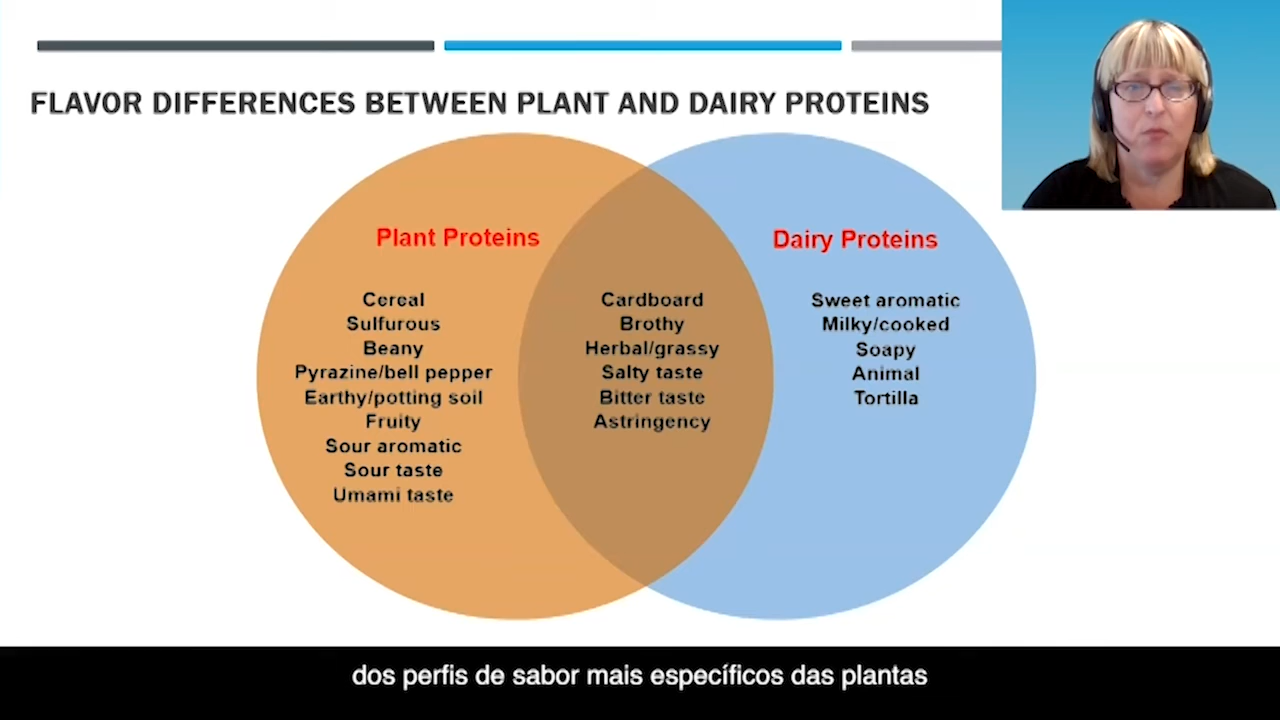 FLAVOR DIFFERENCES BETWEEN PLANT AND DAIRY PROTEINS
Plant Proteins
Cereal
Sulfurous
Beany
Pyrazine/bell pepper
Earthy/potting soil
Fruity
Sour aromatic
Sour taste
Umami taste
Cardboard
Brothy
Herbal/grassy
Salty taste
Bitter taste
Astringency
Dairy Proteins
Sweet aromatic
Milky/cooked
Soapy
Animal
Tortilla
dos perfis de sabor mais específicos das plantas